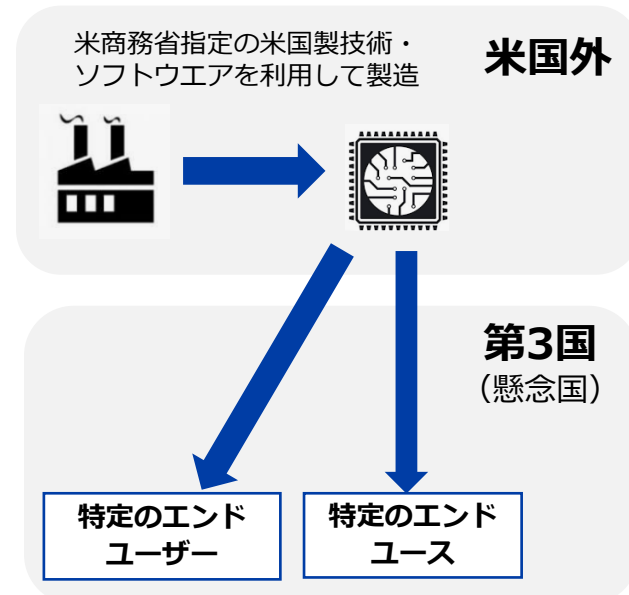 米商務省指定の米国製技術・
ソフトウエアを利用して製造
米国外
第3国
（懸念国）
特定のエンド
ユーザー
特定のエンド
ユース